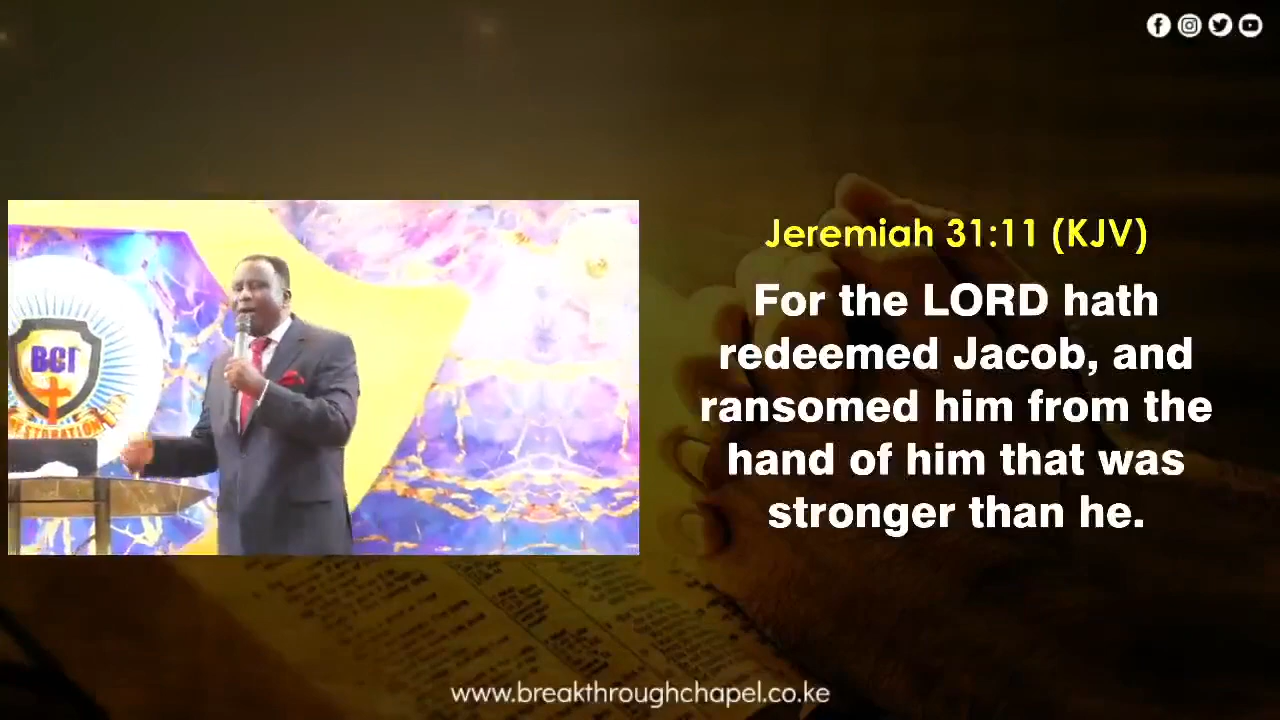 Jeremiah 31:11 (KJV)
For the LORD hath
redeemed Jacob, and
ransomed him from the
hand of him that was
stronger than he.
BCI
www.breakthroughchapel.co.ke